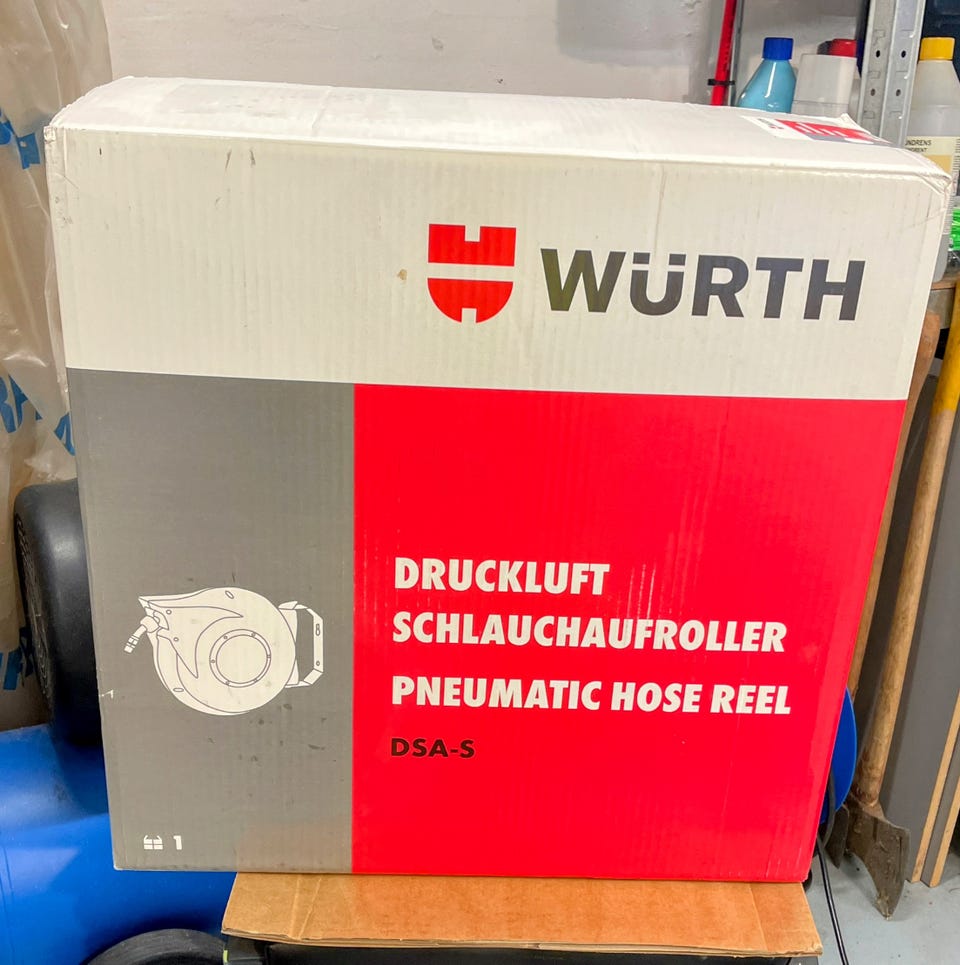 WÜRTH
DRUCKLUFT
SCHLAUCHAUFROLLER
PNEUMATIC HOSE REEL
DSA-S
1